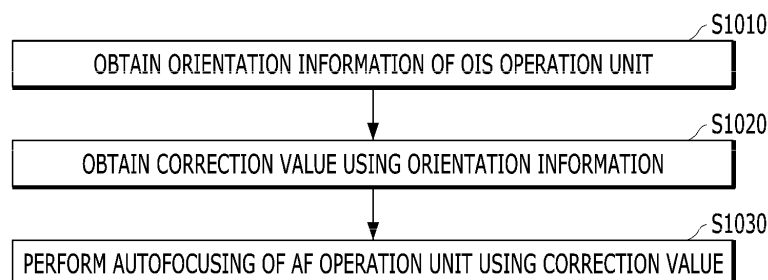 S1010
OBTAIN ORIENTATION INFORMATION OF OIS OPERATION UNIT
S1020
OBTAIN CORRECTION VALUE USING ORIENTATION INFORMATION
S1030
PERFORM AUTOFOCUSING OF AF OPERATION UNIT USING CORRECTION VALUE